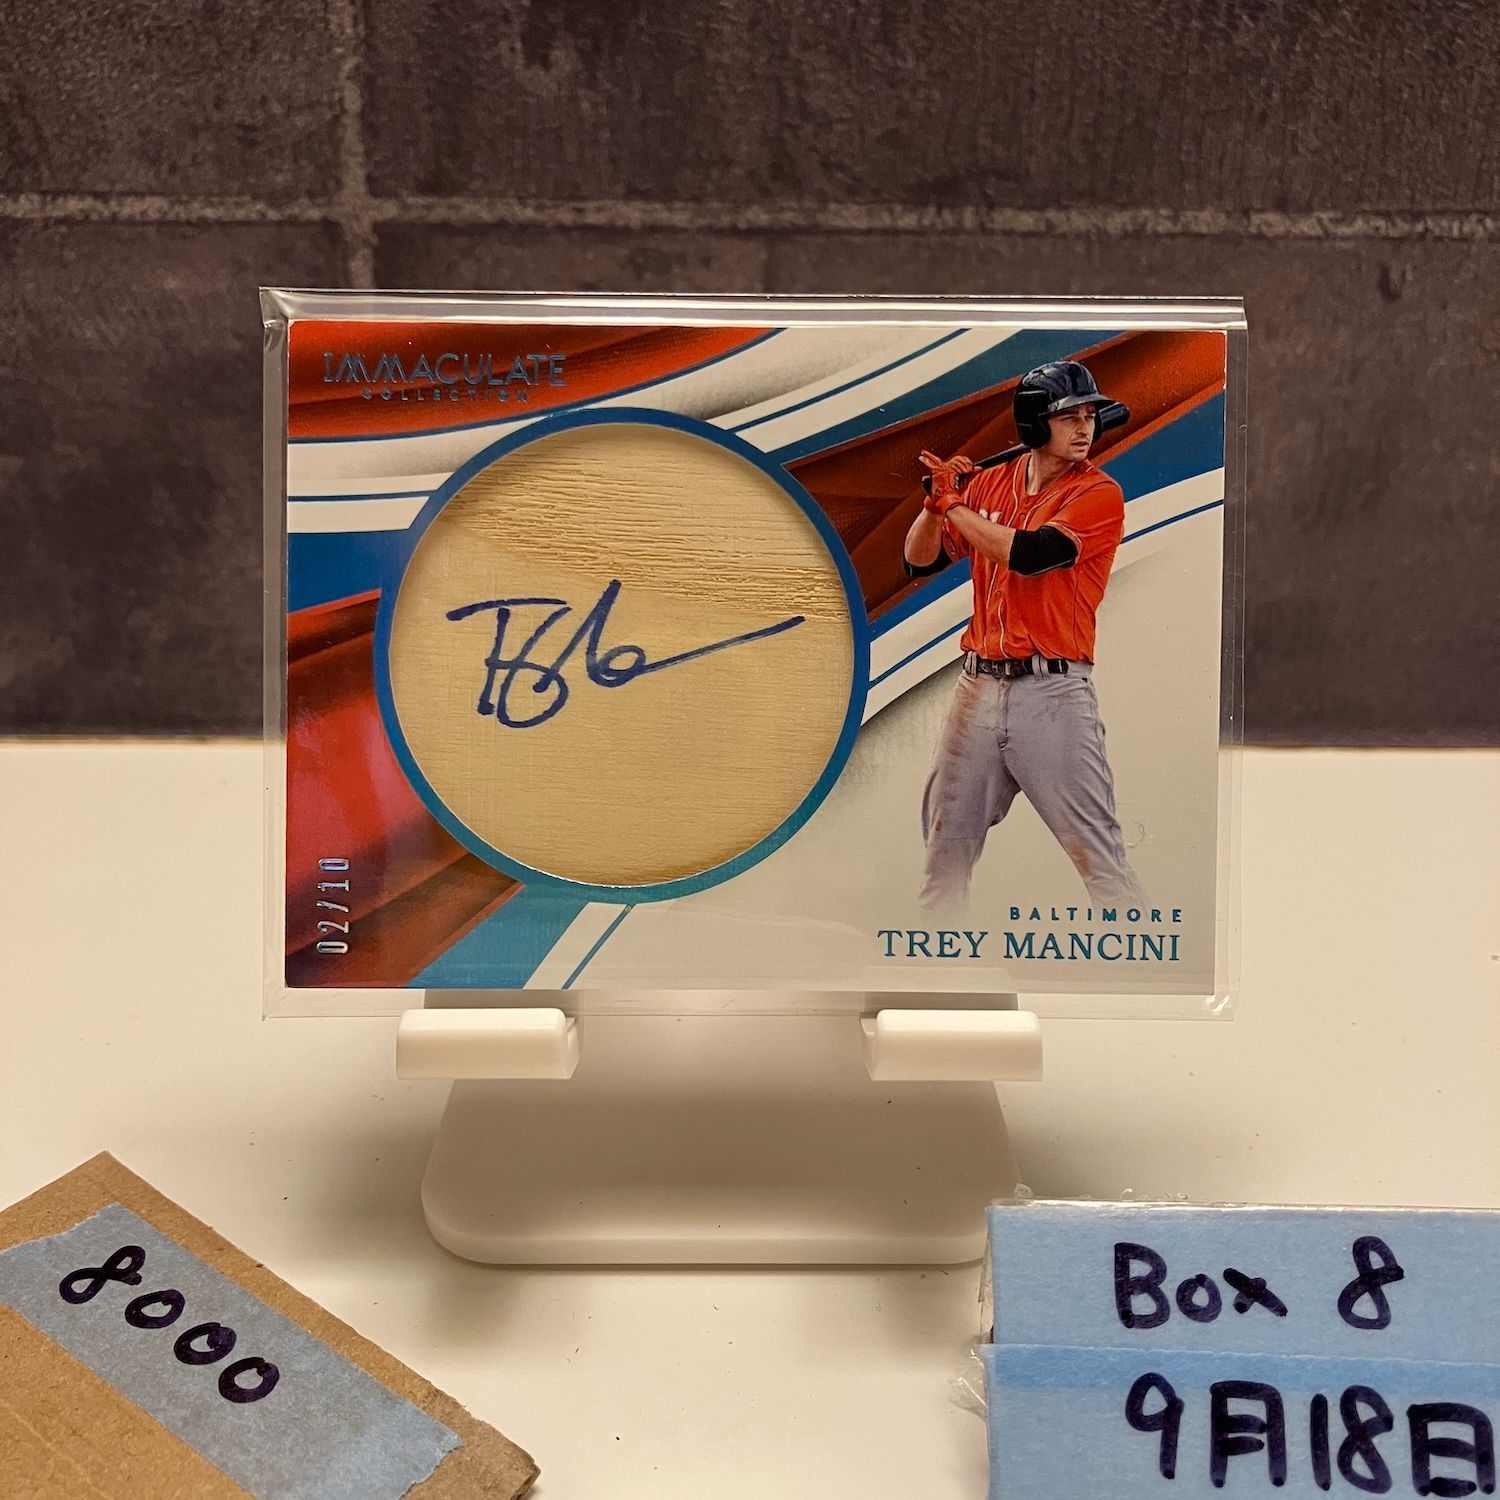 IMMACULATE
COLLECTION
02/10
BALTIMORE
TREY MANCINI
8000
Box 8
9月18日